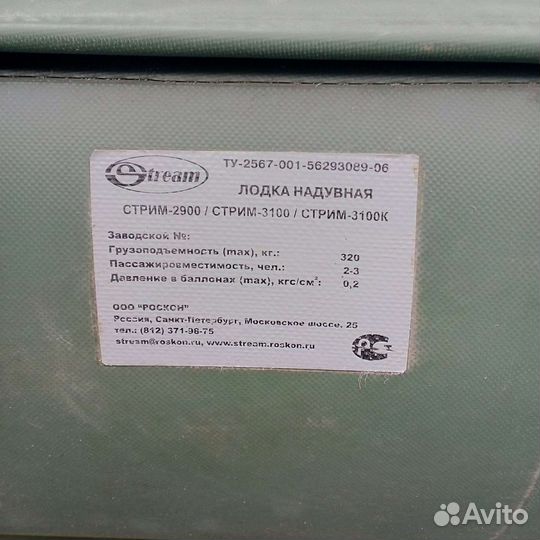 Stream
ТУ-2567-001-56293089-06
ЛОДКА НАДУВНАЯ
СТРИМ-2900 / СТРИМ-3100 / СТРИМ-3100К
Заводской №:
Грузоподъемность (max), кг.: 320
Пассажировместимость, чел.: 2-3
Давление в баллонах (max), кгс/см²: 0,2
ООО "РОСКОН"
Россия, Санкт-Петербург, Московское шоссе, 25
тел.: (812) 371-96-75
stream@roskon.ru, www.stream.roskon.ru
РС
Avito